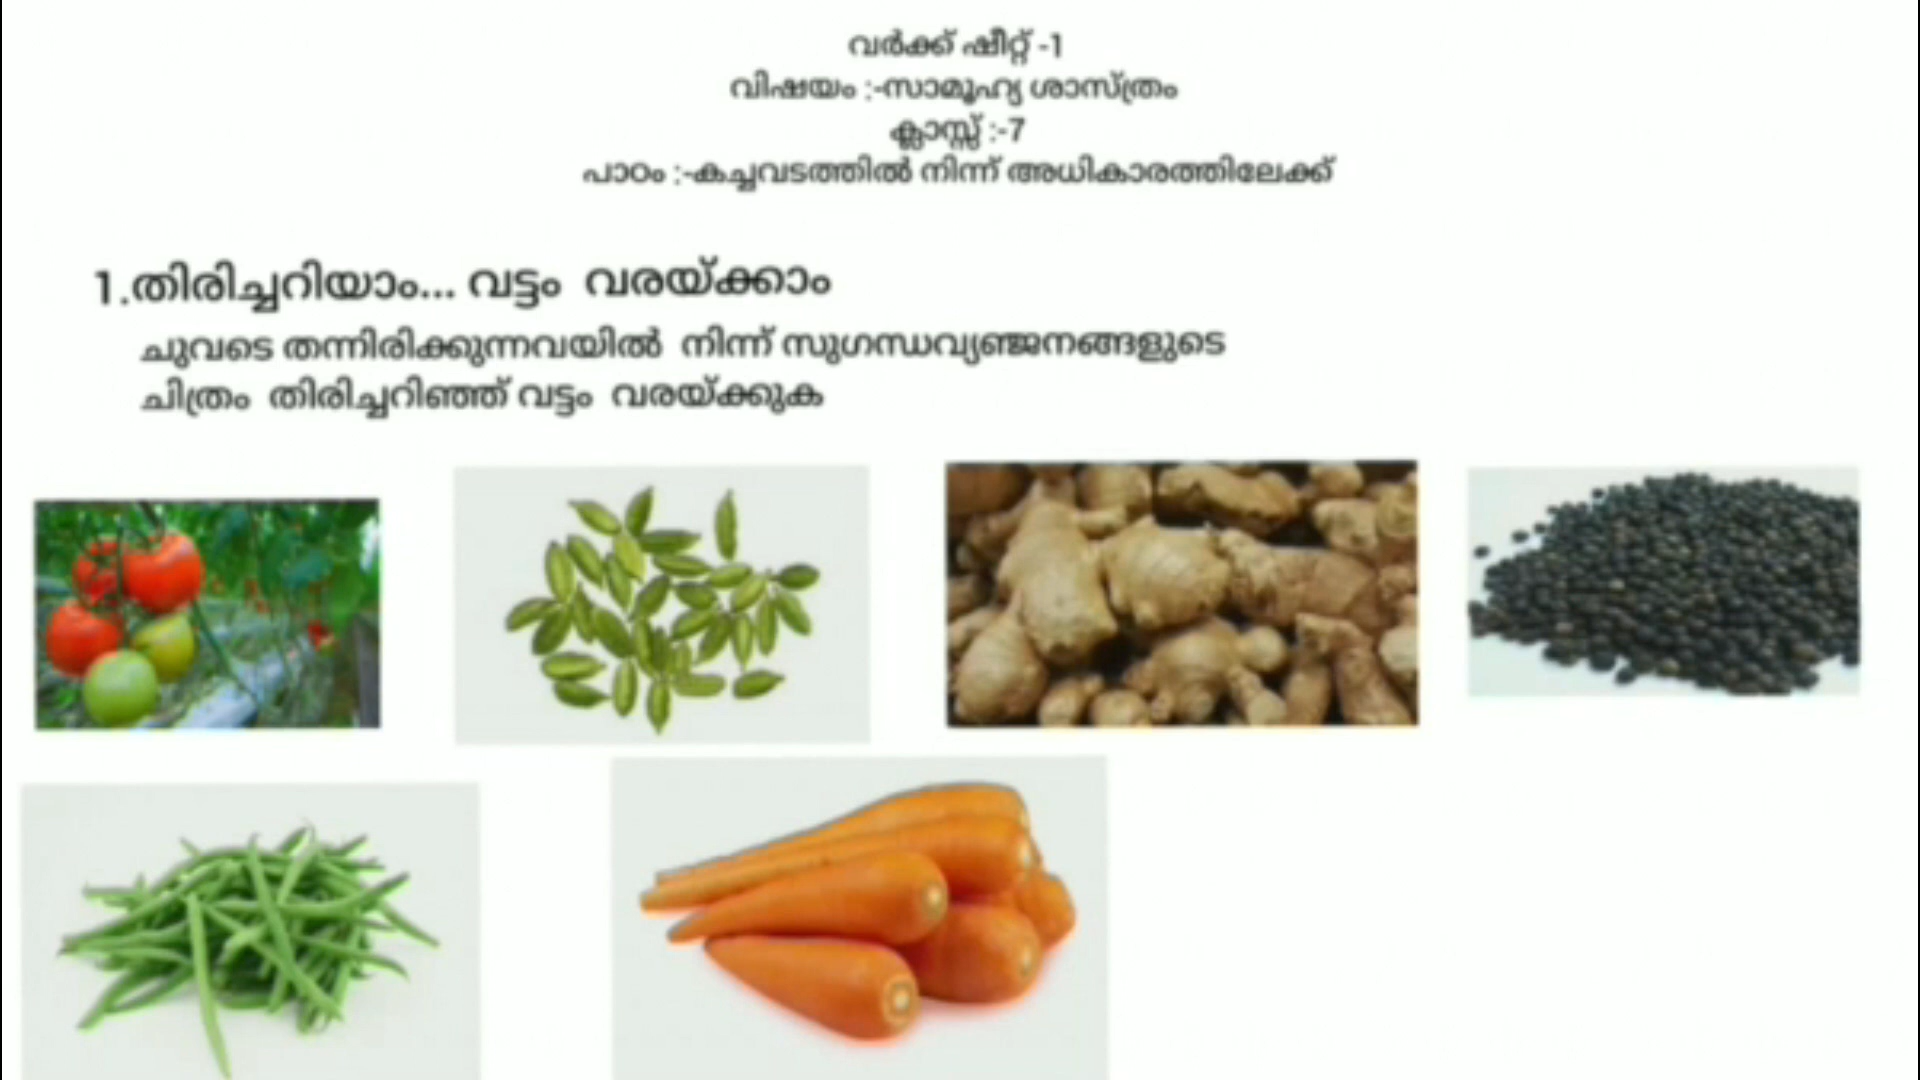 വർക്ക് ഷീറ്റ് -1
വിഷയം :-സാമൂഹ്യ ശാസ്ത്രം
ക്ലാസ്സ് :-7
പാഠം :-കച്ചവടത്തിൽ നിന്ന് അധികാരത്തിലേക്ക്
1.തിരിച്ചറിയാം... വട്ടം വരയ്ക്കാം
ചുവടെ തന്നിരിക്കുന്നവയിൽ നിന്ന് സുഗന്ധവ്യഞ്ജനങ്ങളുടെ
ചിത്രം തിരിച്ചറിഞ്ഞ് വട്ടം വരയ്ക്കുക